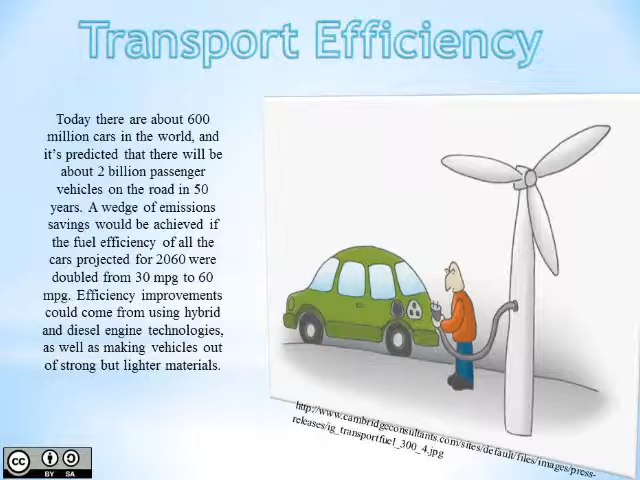 Transport Efficiency
Today there are about 600
million cars in the world, and
it's predicted that there will be
about 2 billion passenger
vehicles on the road in 50
years. A wedge of emissions
savings would be achieved if
the fuel efficiency of all the
cars projected for 2060 were
doubled from 30 mpg to 60
mpg. Efficiency improvements
could come from using hybrid
and diesel engine technologies,
as well as making vehicles out
of strong but lighter materials.
http://www.cambridgeconsultants.com/sites/default/files/images/press-
releases/ig_transportfuel_300_4.jpg
cc BY SA